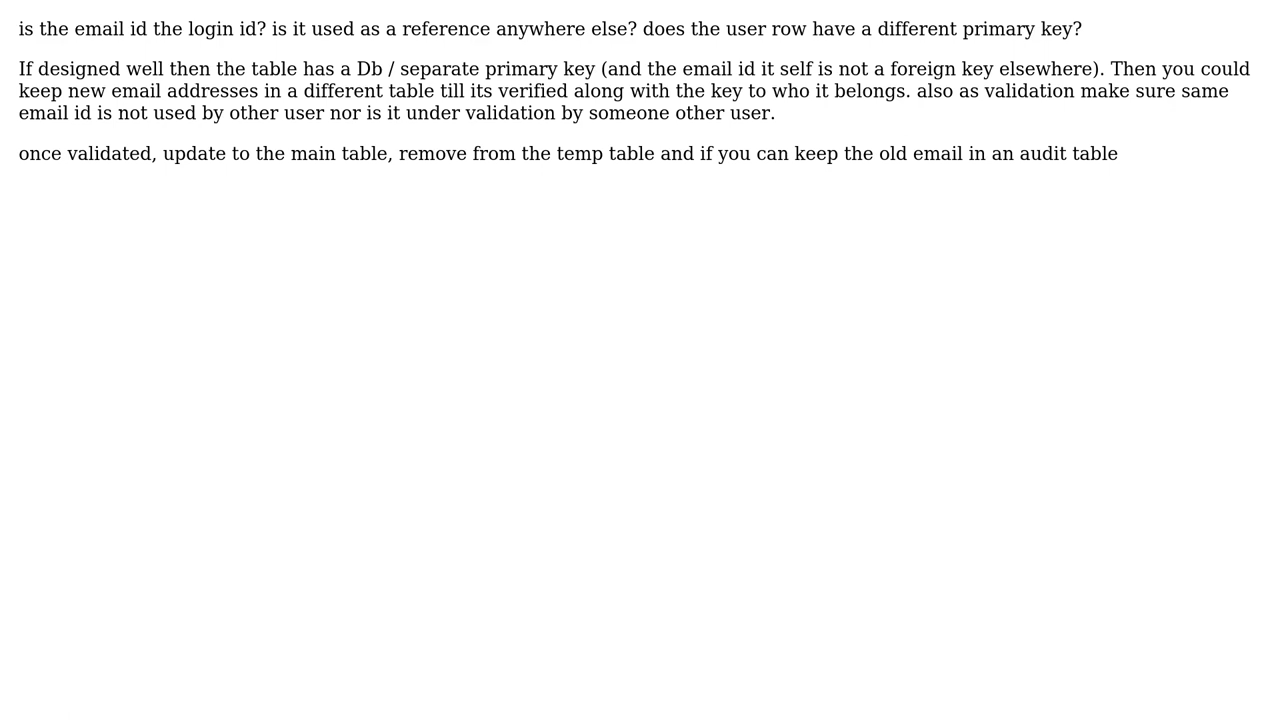 is the email id the login id? is it used as a reference anywhere else? does the user row have a different primary key?
If designed well then the table has a Db / separate primary key (and the email id it self is not a foreign key elsewhere). Then you could
keep new email addresses in a different table till its verified along with the key to who it belongs. also as validation make sure same
email id is not used by other user nor is it under validation by someone other user.
once validated, update to the main table, remove from the temp table and if you can keep the old email in an audit table